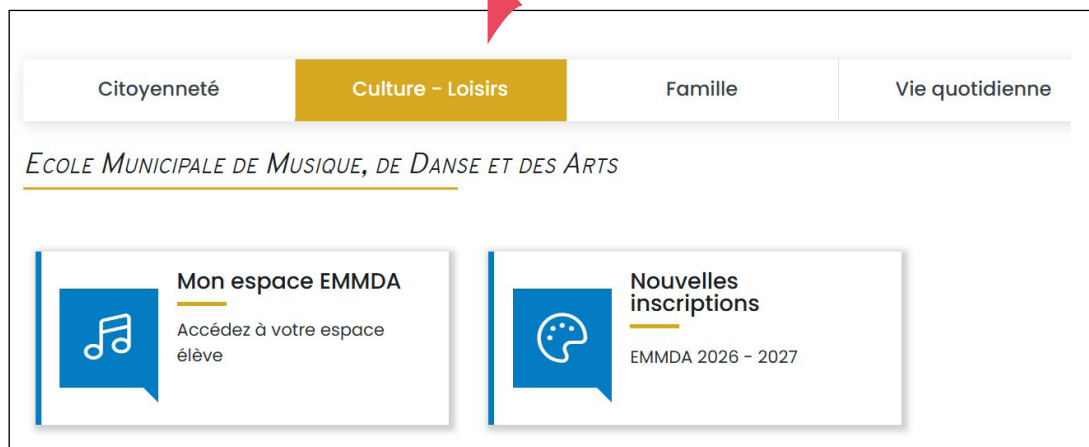 Citoyenneté
Culture - Loisirs
Famille
Vie quotidienne
Ecole Municipale de Musique, de Danse et des Arts
Mon espace EMMDA
Accédez à votre espace
élève
Nouvelles
inscriptions
EMMDA 2026 - 2027